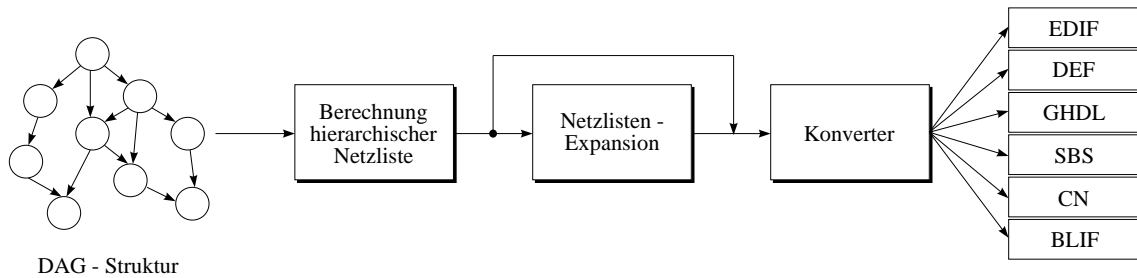 DAG - Struktur
Berechnung
hierarchischer
Netzliste
Netzlisten -
Expansion
Konverter
EDIF
DEF
GHDL
SBS
CN
BLIF